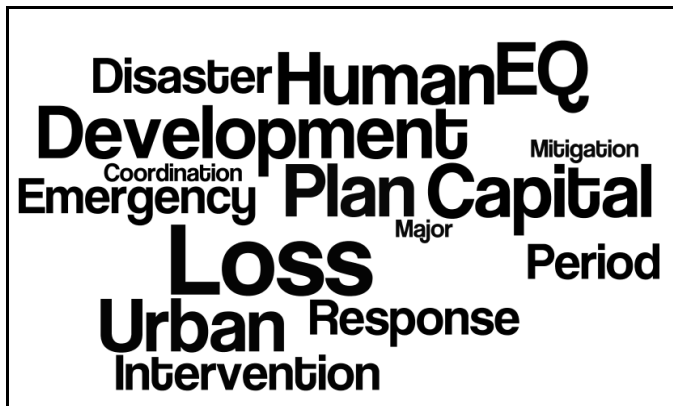 Disaster Human EQ
Development
Mitigation
Coordination
Emergency Plan Capital
Major
Loss
Period
Urban Response
Intervention